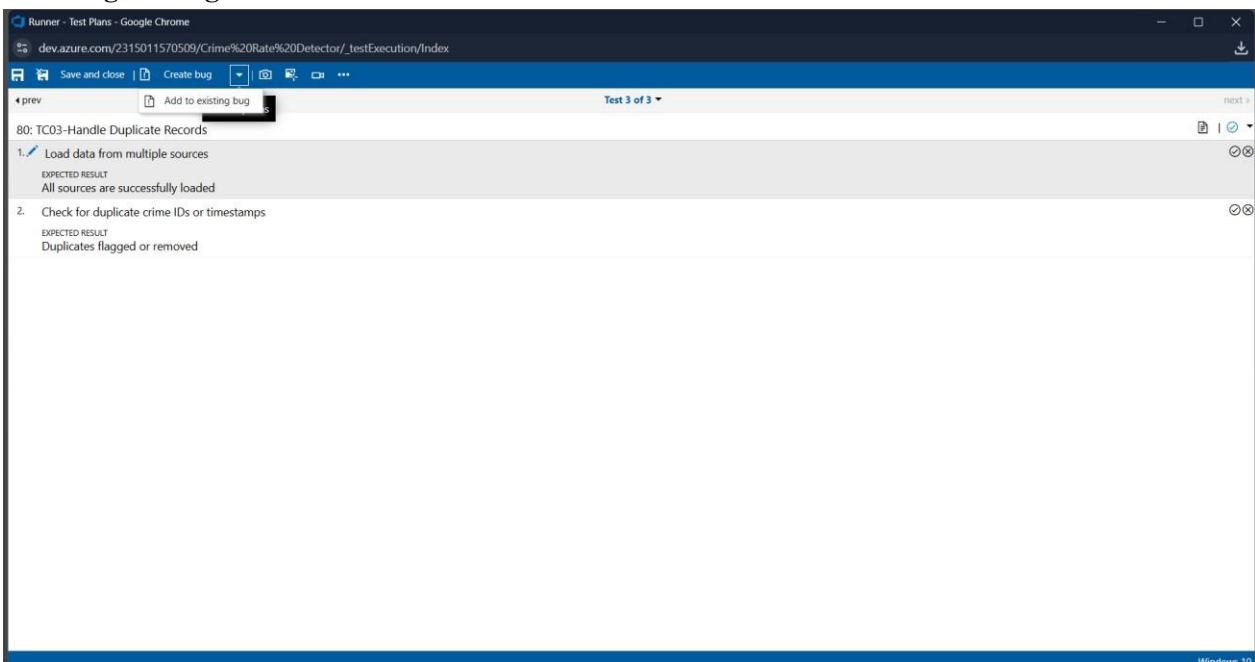 Runner - Test Plans - Google Chrome
dev.azure.com/2315011570509/Crime%20Rate%20Detector/_testExecution/Index
Save and close | Create bug
prev Add to existing bug s Test 3 of 3 next
80: TC03-Handle Duplicate Records
1. Load data from multiple sources
EXPECTED RESULT
All sources are successfully loaded
2. Check for duplicate crime IDs or timestamps
EXPECTED RESULT
Duplicates flagged or removed
Windows 10